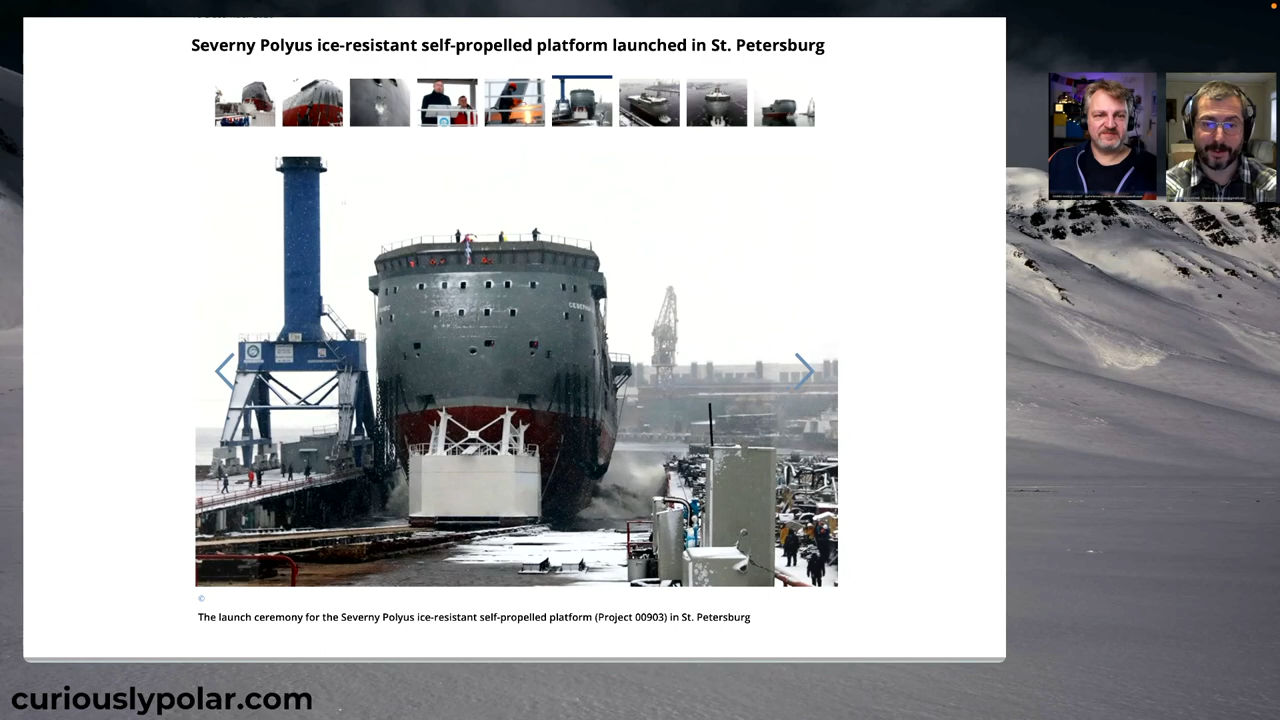 Severny Polyus ice-resistant self-propelled platform launched in St. Petersburg
©
The launch ceremony for the Severny Polyus ice-resistant self-propelled platform (Project 00903) in St. Petersburg
curiouslypolar.com